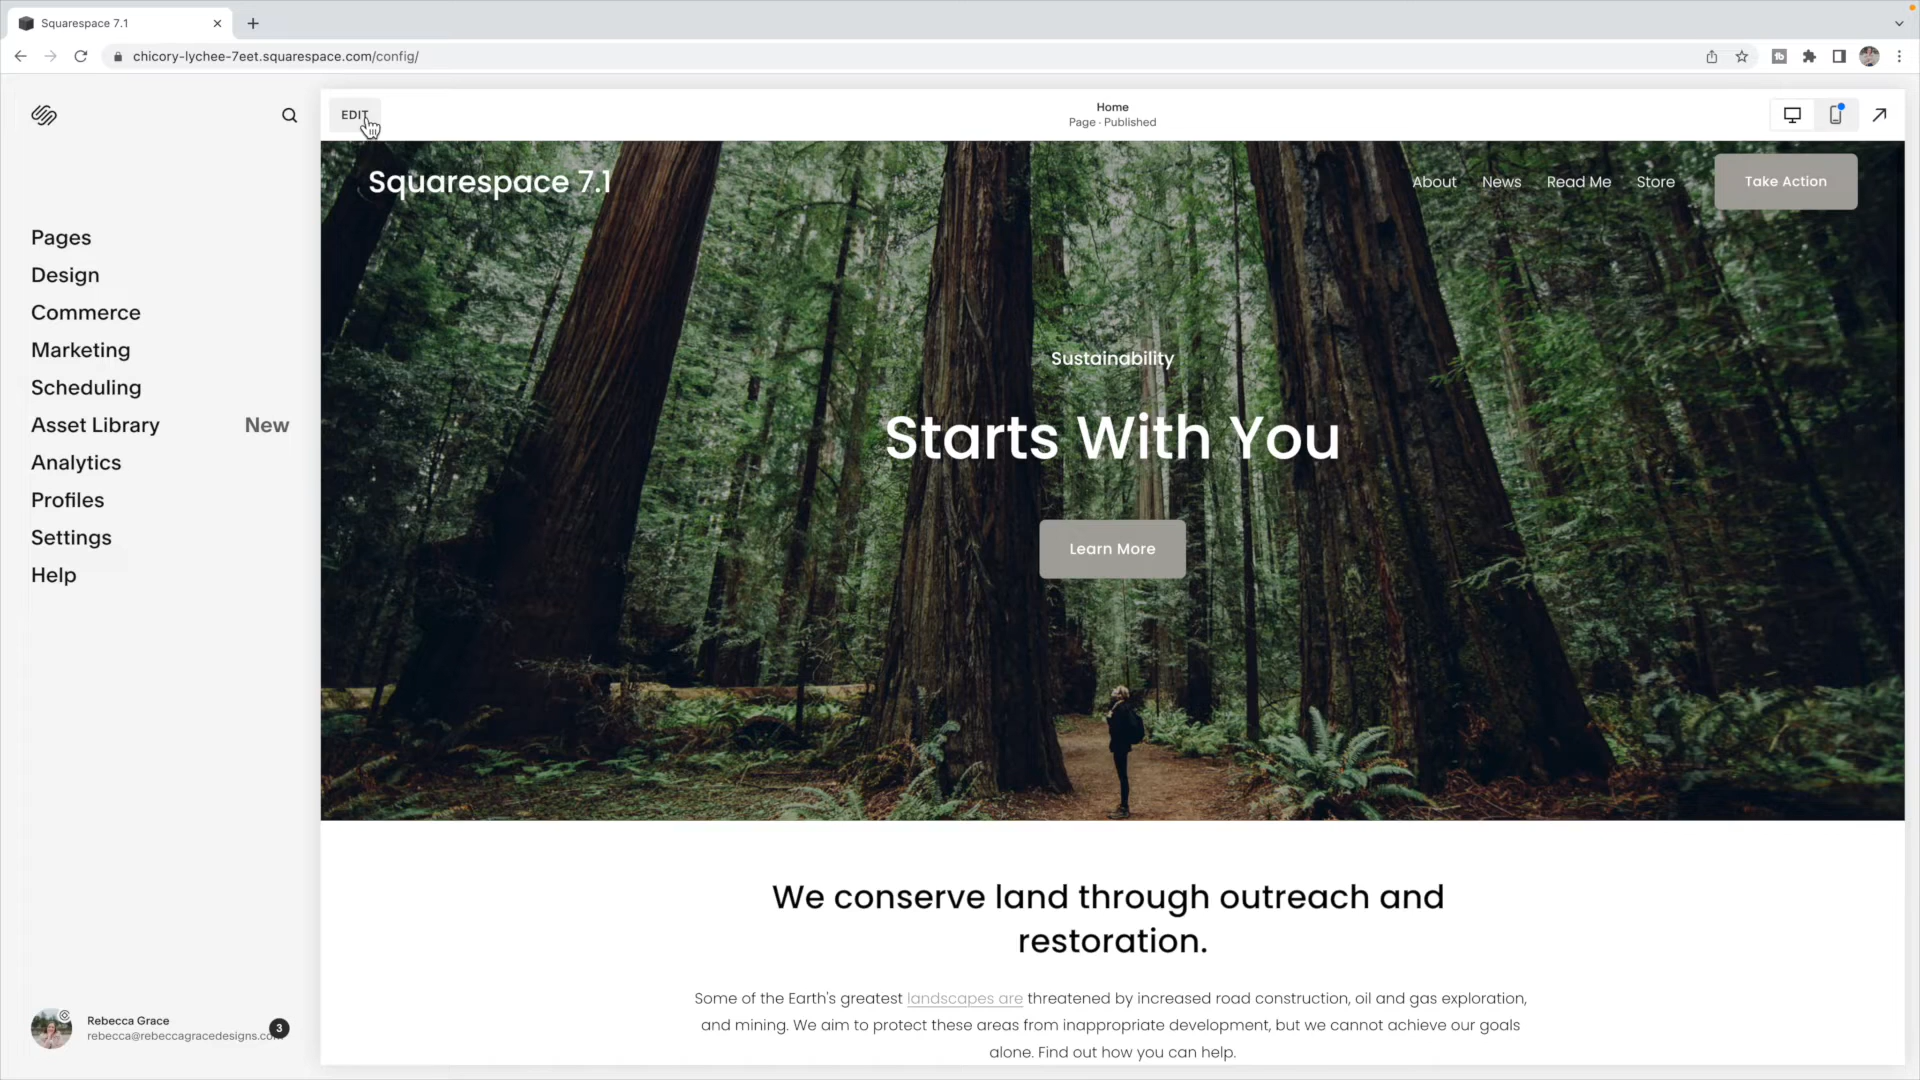 Squarespace 7.1
chicory-lychee-7eet.squarespace.com/config/
EDIT
Home
Page · Published
Squarespace 7.1
About News Read Me Store Take Action
Pages
Design
Commerce
Marketing
Scheduling
Asset Library New
Analytics
Profiles
Settings
Help
Sustainability
Starts With You
Learn More
We conserve land through outreach and
restoration.
Some of the Earth's greatest landscapes are threatened by increased road construction, oil and gas exploration,
and mining. We aim to protect these areas from inappropriate development, but we cannot achieve our goals
alone. Find out how you can help.
Rebecca Grace
rebecca@rebeccagracedesigns.co
3